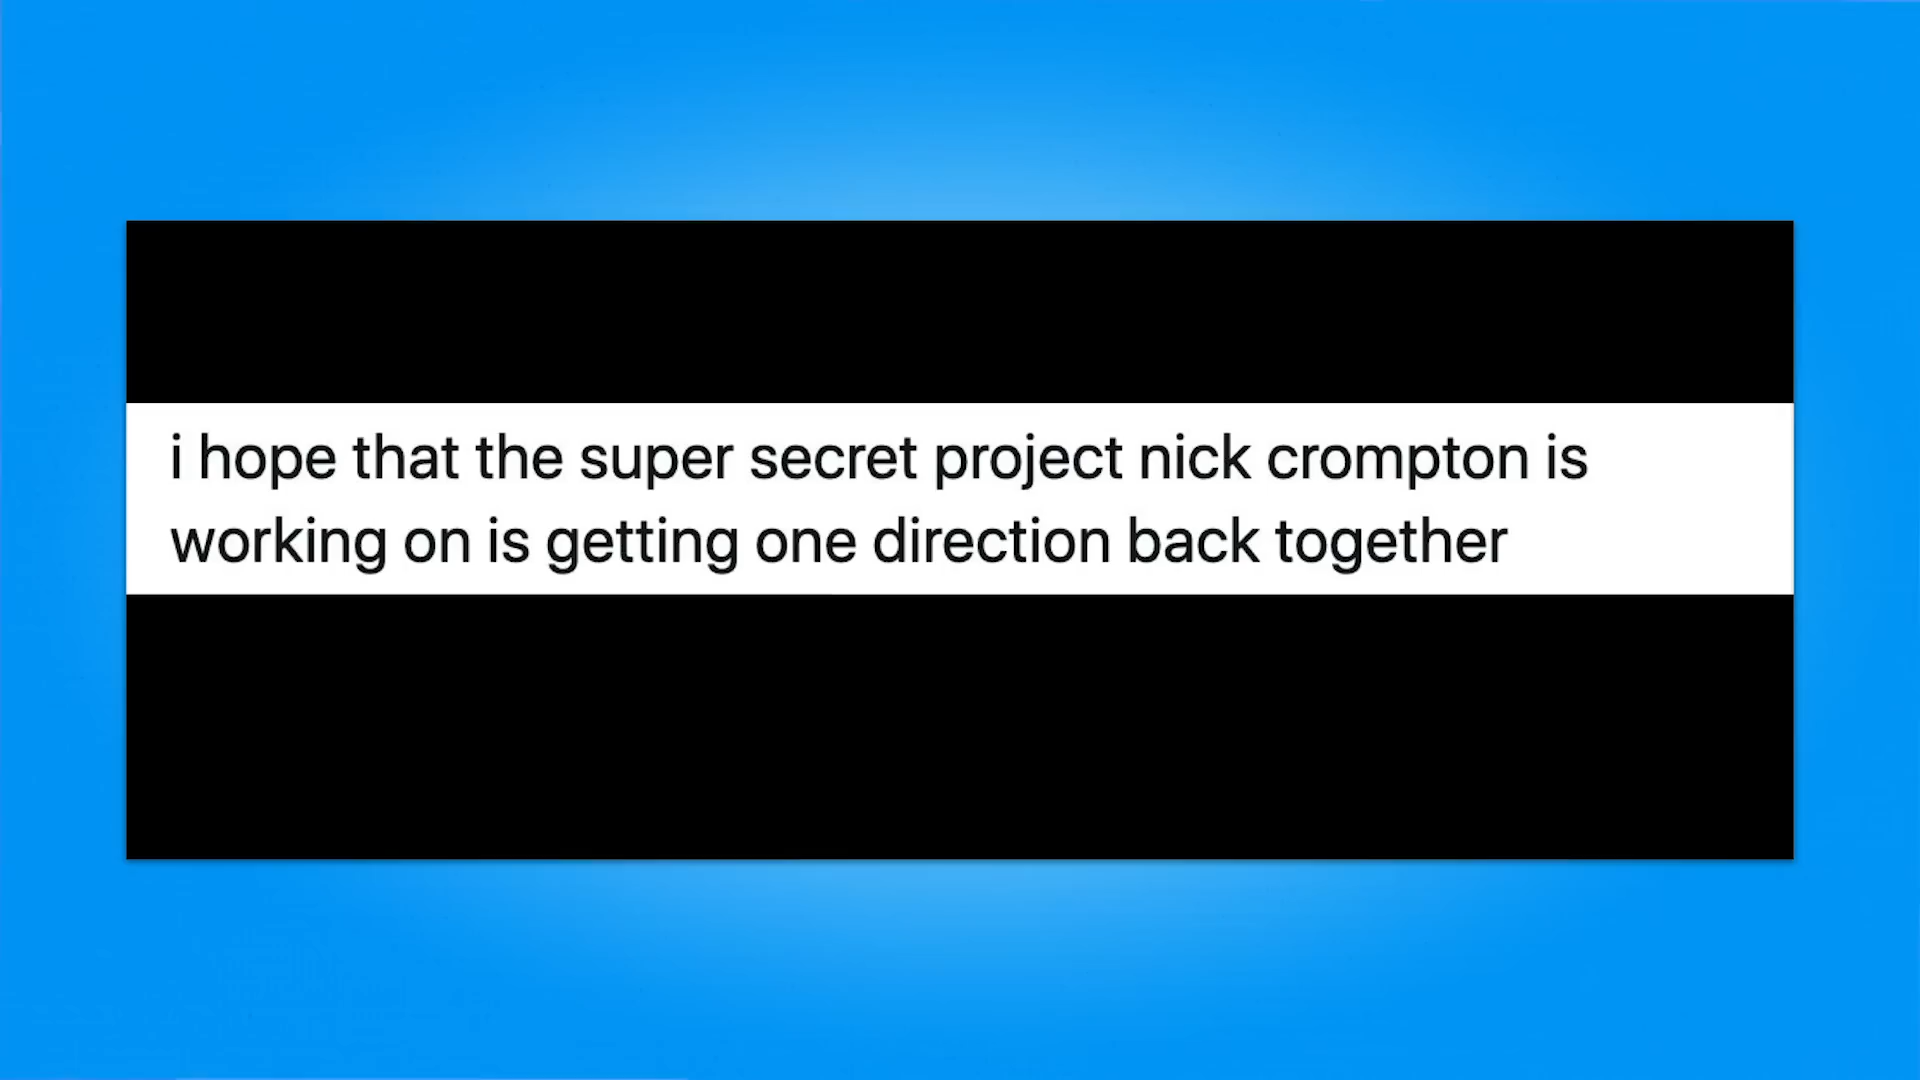 i hope that the super secret project nick crompton is
working on is getting one direction back together